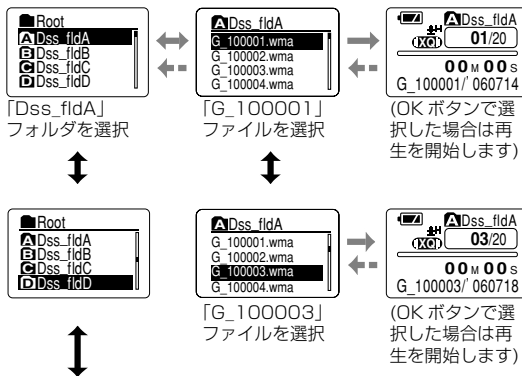 Root
A Dss_fldA
B Dss_fldB
C Dss_fldC
D Dss_fldD
「Dss_fldA」
フォルダを選択
A Dss_fldA
G_100001.wma
G_100002.wma
G_100003.wma
G_100004.wma
「G_100001」
ファイルを選択
A Dss_fldA
XQ 01/20
00M00S
G_100001/'060714
(OK ボタンで選
択した場合は再
生を開始します)
Root
A Dss_fldA
B Dss_fldB
C Dss_fldC
D Dss_fldD
A Dss_fldA
G_100001.wma
G_100002.wma
G_100003.wma
G_100004.wma
「G_100003」
ファイルを選択
A Dss_fldA
XQ 03/20
00M00S
G_100003/'060718
(OK ボタンで選
択した場合は再
生を開始します)